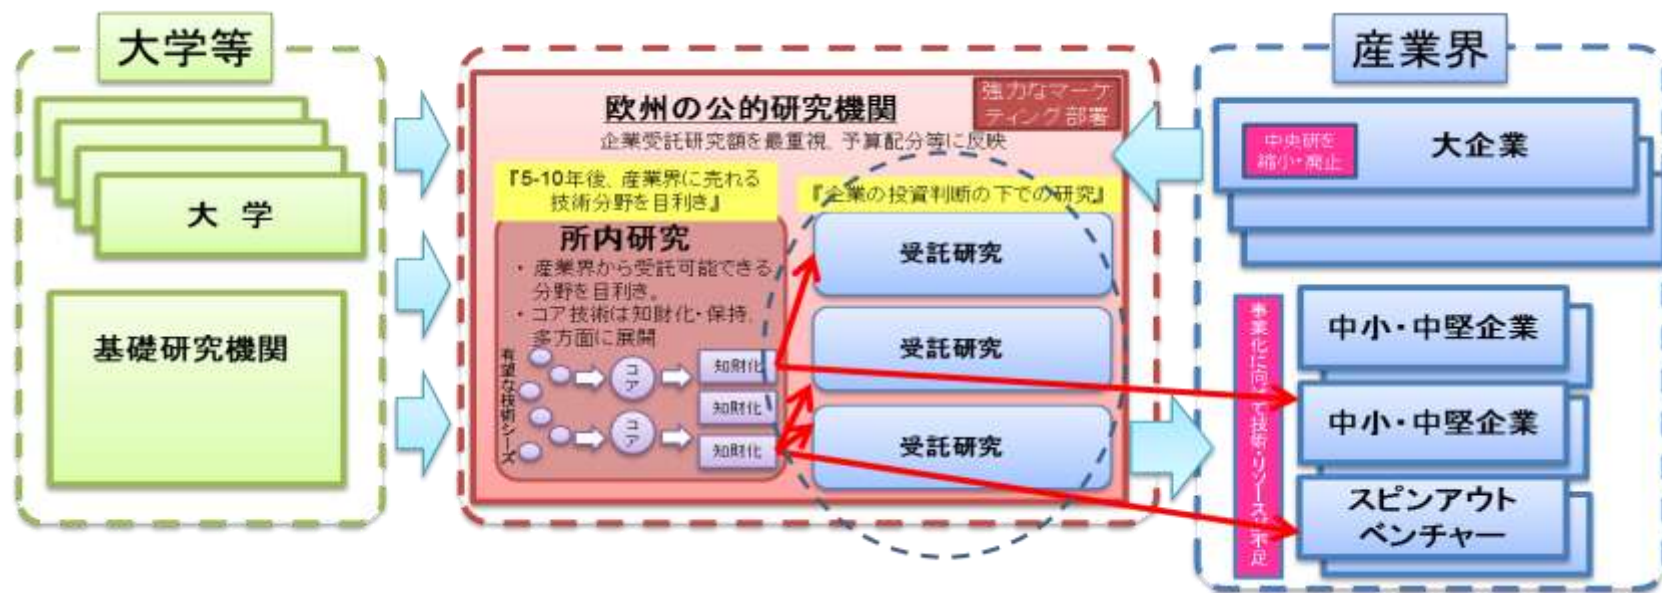 大学等
大 学
基礎研究機関
欧州の公的研究機関
強力なマーケ
ティング部署
企業受託研究額を最重視、予算配分等に反映
『5-10年後、産業界に売れる
技術分野を目利き』
『企業の投資判断の下での研究』
所内研究
・産業界から受託可能できる
分野を目利き。
・コア技術は知財化・保持、
多方面に展開
有望な技術シーズ
コア
コア
知財化
知財化
知財化
受託研究
受託研究
受託研究
産業界
大企業
中央研を
縮小・廃止
事業化に向けて技術・リソースが不足
中小・中堅企業
中小・中堅企業
スピンアウト
ベンチャー